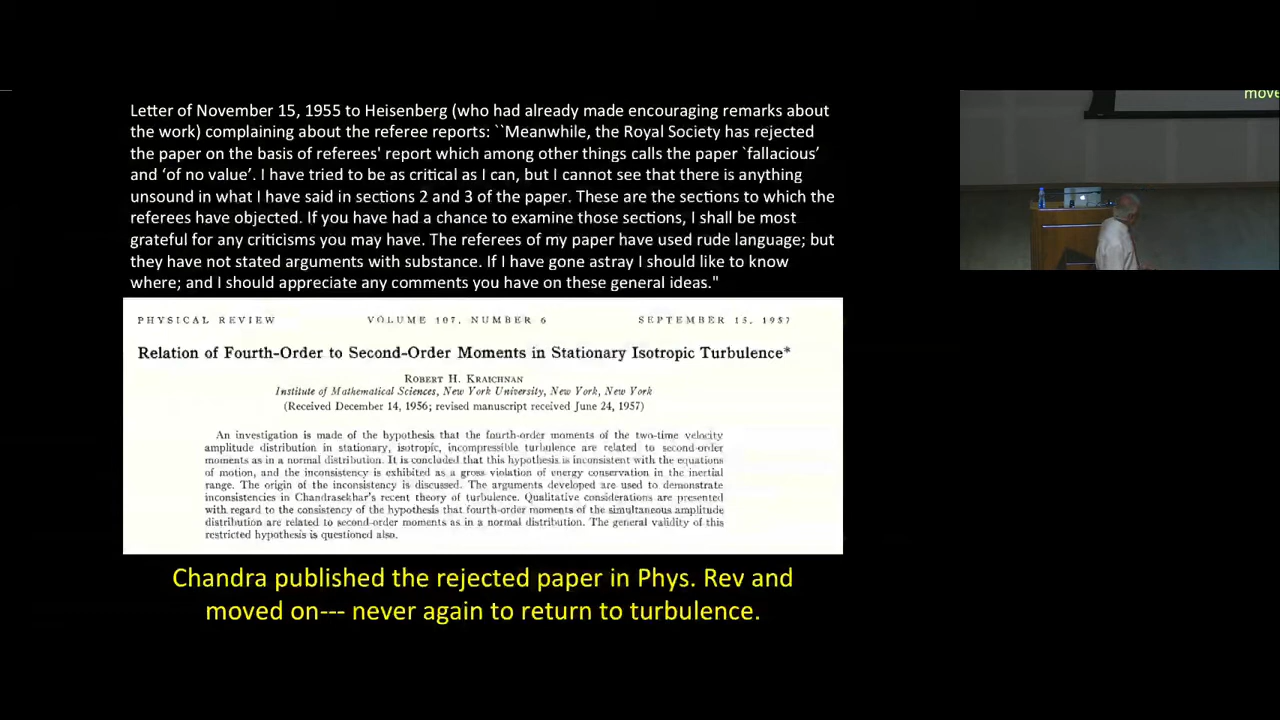 Letter of November 15, 1955 to Heisenberg (who had already made encouraging remarks about
the work) complaining about the referee reports: ``Meanwhile, the Royal Society has rejected
the paper on the basis of referees' report which among other things calls the paper `fallacious’
and ‘of no value’. I have tried to be as critical as I can, but I cannot see that there is anything
unsound in what I have said in sections 2 and 3 of the paper. These are the sections to which the
referees have objected. If you have had a chance to examine those sections, I shall be most
grateful for any criticisms you may have. The referees of my paper have used rude language; but
they have not stated arguments with substance. If I have gone astray I should like to know
where; and I should appreciate any comments you have on these general ideas."
PHYSICAL REVIEW VOLUME 107, NUMBER 6 SEPTEMBER 15, 1957
Relation of Fourth-Order to Second-Order Moments in Stationary Isotropic Turbulence*
ROBERT H. KRAICHNAN
Institute of Mathematical Sciences, New York University, New York, New York
(Received December 14, 1956; revised manuscript received June 24, 1957)
An investigation is made of the hypothesis that the fourth-order moments of the two-time velocity
amplitude distribution in stationary, isotropic, incompressible turbulence are related to second-order
moments as in a normal distribution. It is concluded that this hypothesis is inconsistent with the equations
of motion, and the inconsistency is exhibited as a gross violation of energy conservation in the inertial
range. The origin of the inconsistency is discussed. The arguments developed are used to demonstrate
inconsistencies in Chandrasekhar's recent theory of turbulence. Qualitative considerations are presented
with regard to the consistency of the hypothesis that fourth-order moments of the simultaneous amplitude
distribution are related to second-order moments as in a normal distribution. The general validity of this
restricted hypothesis is questioned also.
Chandra published the rejected paper in Phys. Rev and
moved on--- never again to return to turbulence.
move